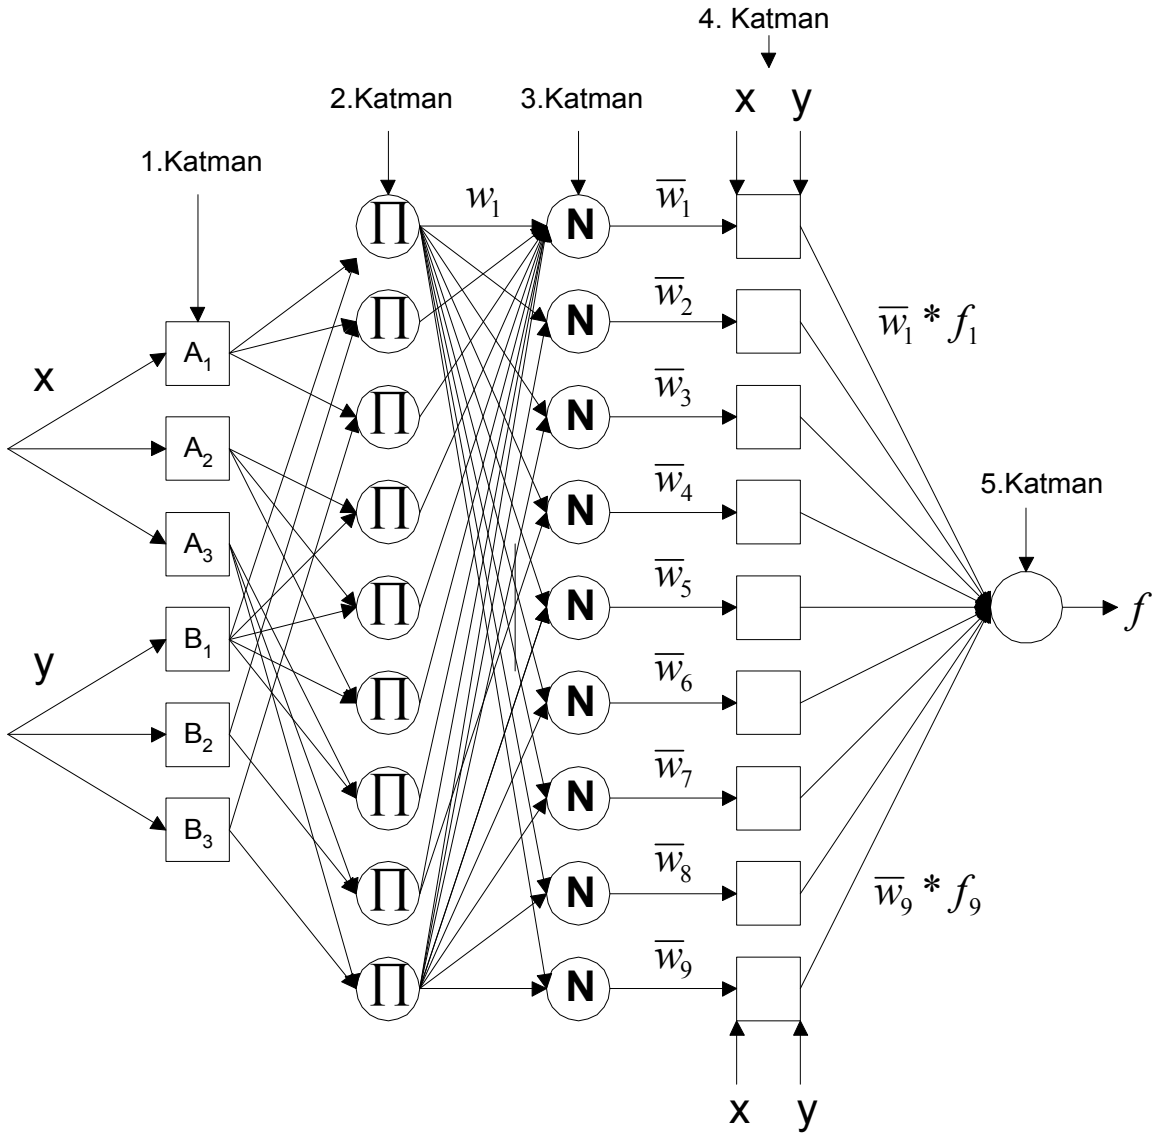 4. Katman
x y
2.Katman 3.Katman
1.Katman
∏ w₁ N w̅₁
∏ N w̅₂
w̅₁ * f₁
A₁
x
∏ N w̅₃
A₂
∏ N w̅₄
5.Katman
A₃
∏ N w̅₅
f
B₁
y
∏ N w̅₆
B₂
∏ N w̅₇
B₃
∏ N w̅₈
w̅₉ * f₉
∏ N w̅₉
x y